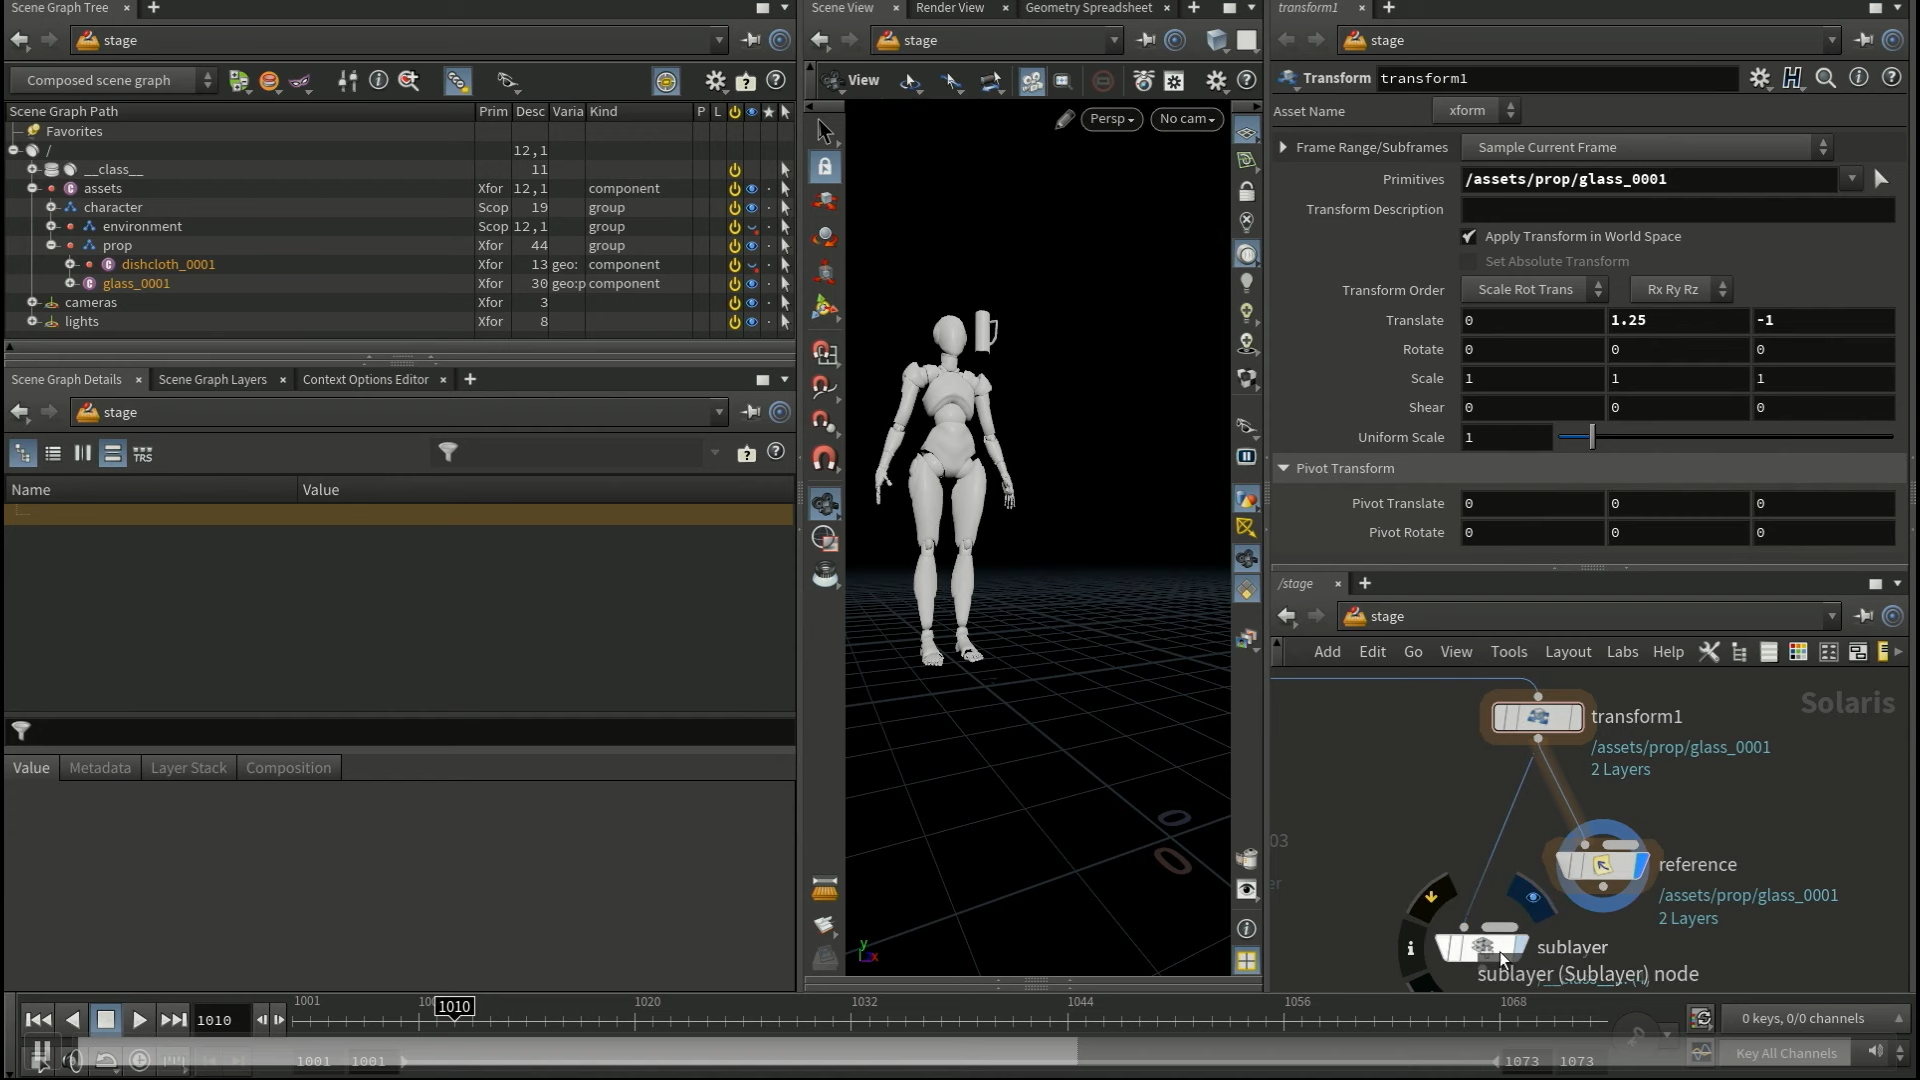 Scene Graph Tree
stage
Composed scene graph
Scene Graph Path Prim Desc Varia Kind P L
Favorites
/ 12,1
__class__ 11
assets Xfor 12,1 component
character Scop 19 group
environment Scop 12,1 group
prop Xfor 44 group
dishcloth_0001 Xfor 13 geo: component
glass_0001 Xfor 30 geo:p component
cameras Xfor 3
lights Xfor 8
Scene Graph Details Scene Graph Layers Context Options Editor
stage
TRS
Name Value
Value Metadata Layer Stack Composition
Scene View Render View Geometry Spreadsheet
stage
View
Persp No cam
y
x
transform1
stage
Transform transform1
Asset Name xform
Frame Range/Subframes Sample Current Frame
Primitives /assets/prop/glass_0001
Transform Description
Apply Transform in World Space
Set Absolute Transform
Transform Order Scale Rot Trans Rx Ry Rz
Translate 0 1.25 -1
Rotate 0 0 0
Scale 1 1 1
Shear 0 0 0
Uniform Scale 1
Pivot Transform
Pivot Translate 0 0 0
Pivot Rotate 0 0 0
/stage
stage
Add Edit Go View Tools Layout Labs Help
Solaris
transform1
/assets/prop/glass_0001
2 Layers
03
er
reference
/assets/prop/glass_0001
2 Layers
sublayer
sublayer (Sublayer) node
1010 1001 1010 1020 1032 1044 1056 1068
0 keys, 0/0 channels
1001 1001 1073 1073
Key All Channels